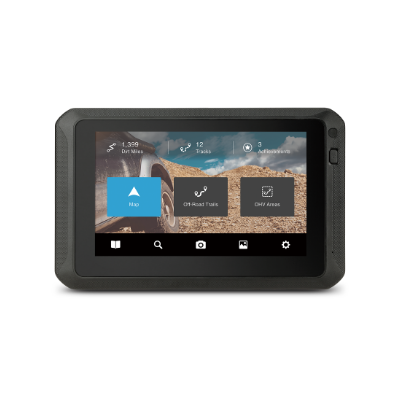 1,399
Dirt Miles
12
Tracks
3
Achievements
Map
Off-Road Trails
OHV Areas